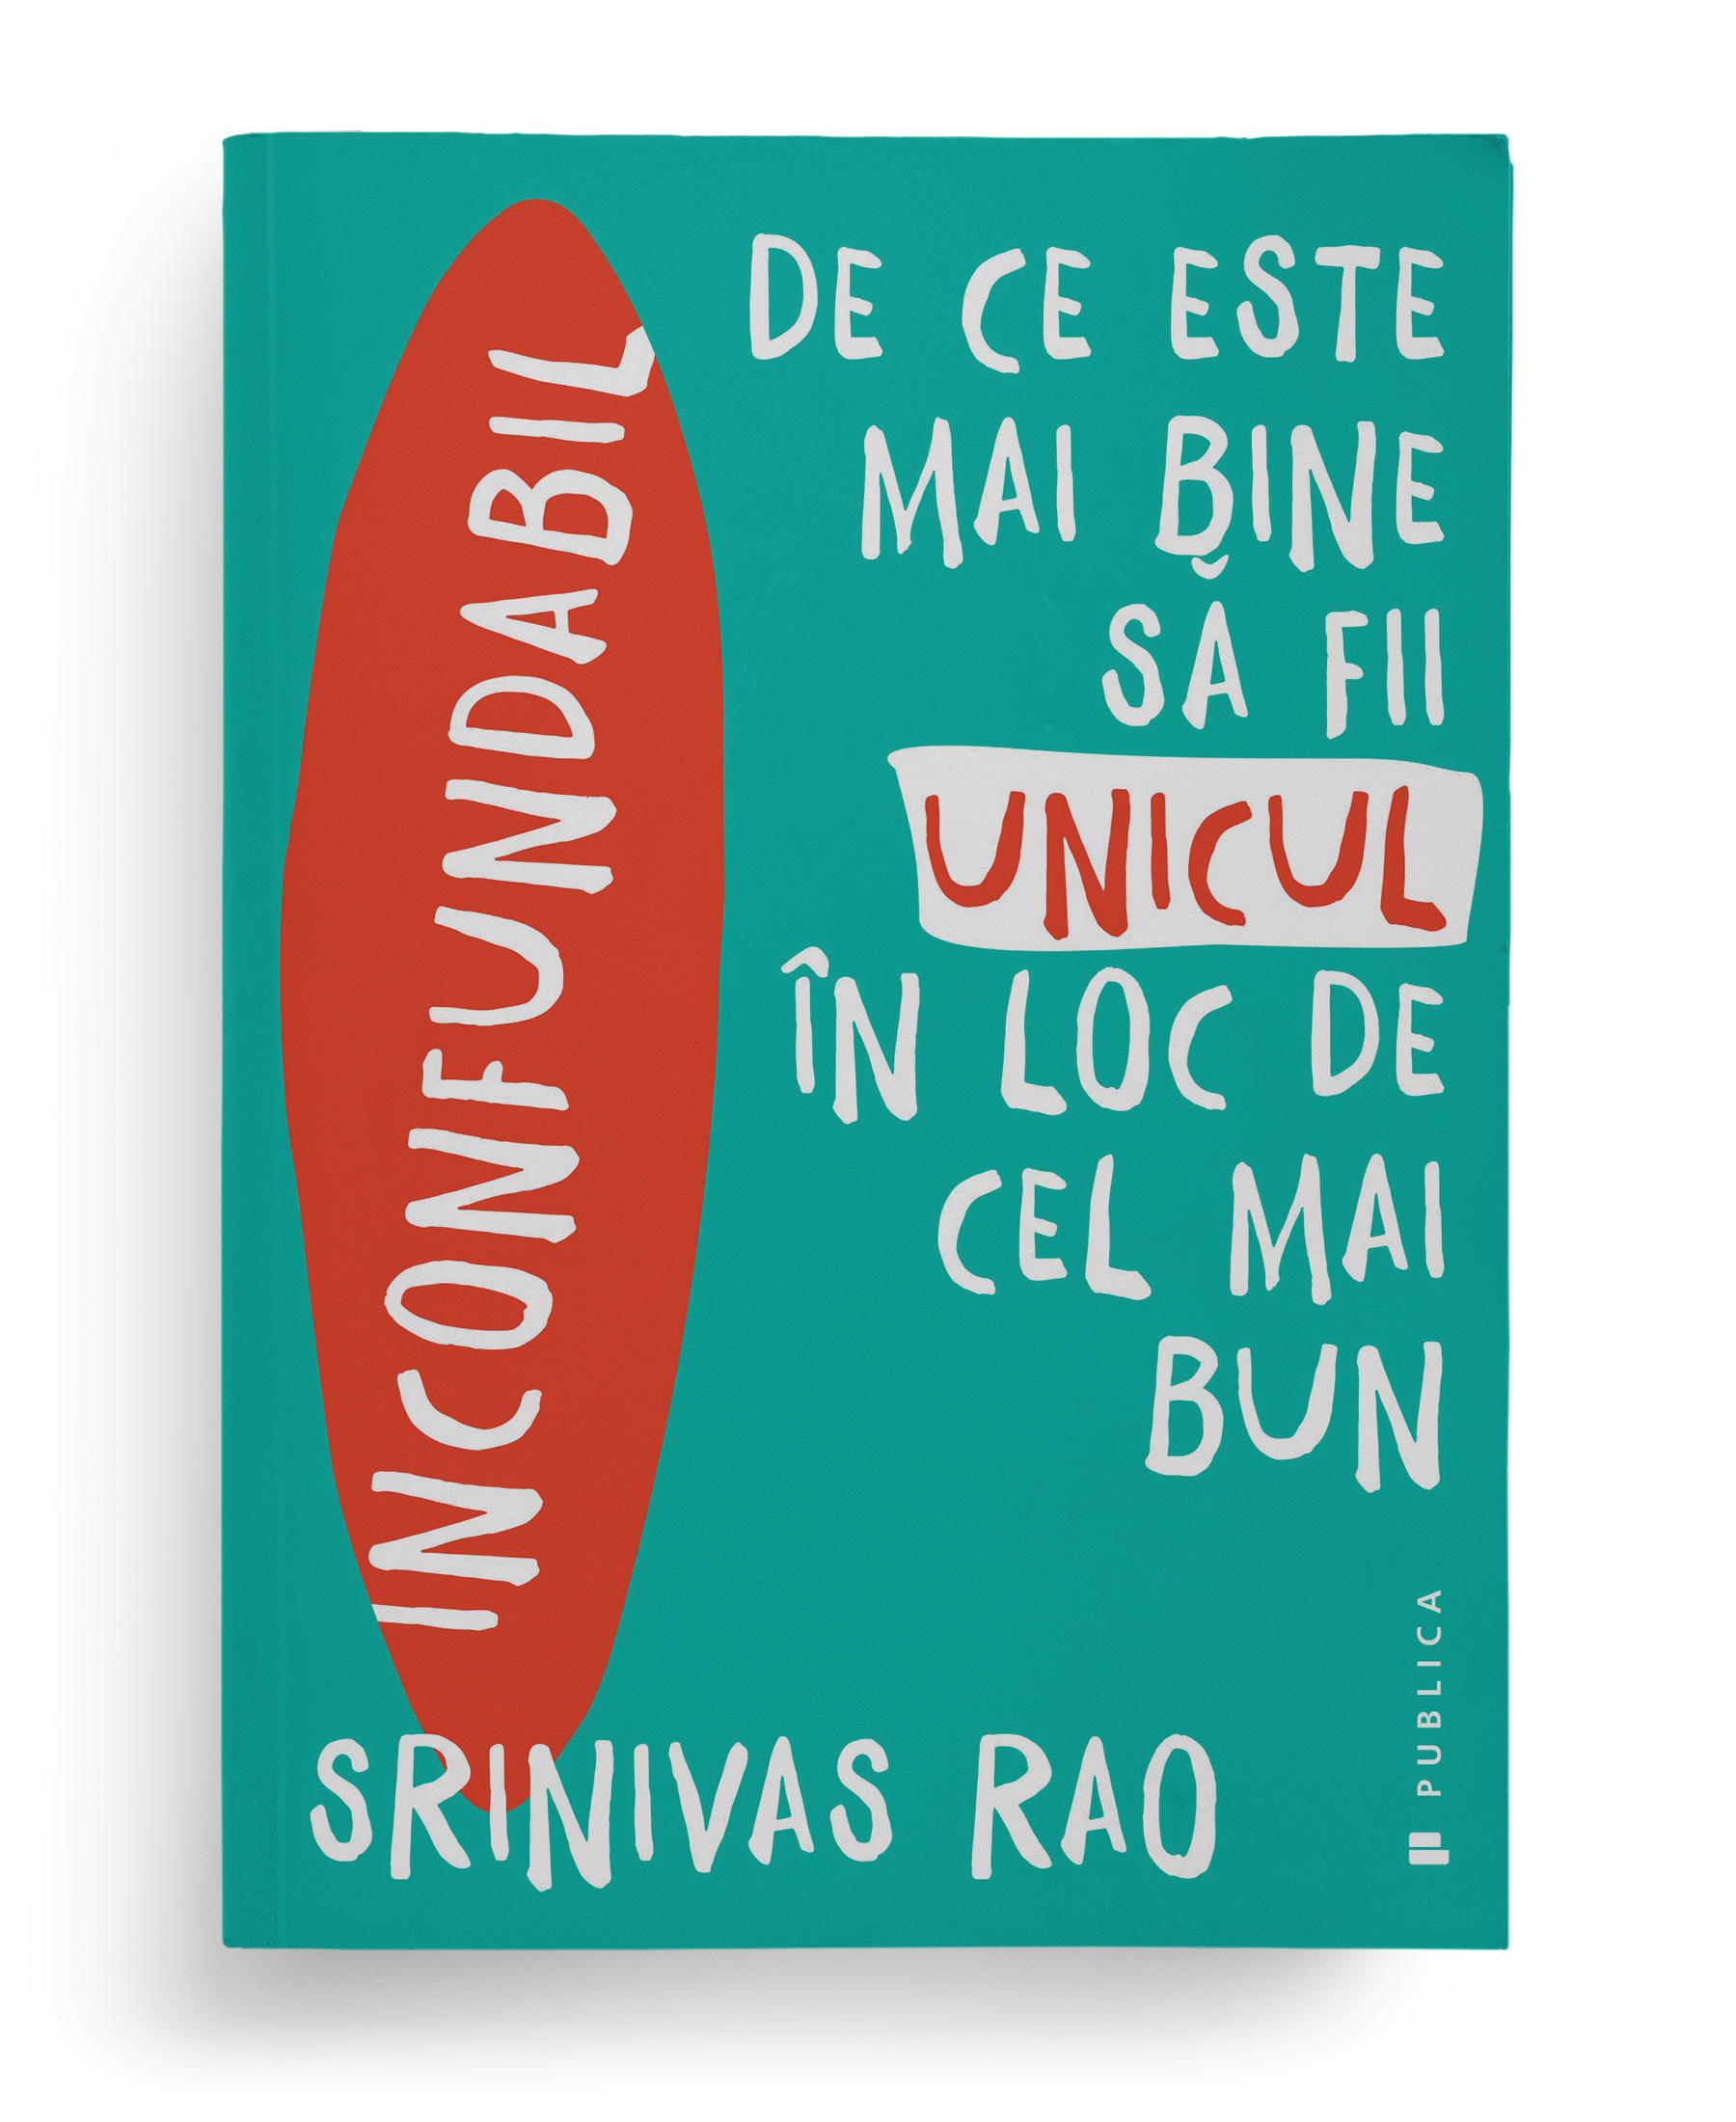 INCONFUNDABIL
DE CE ESTE
MAI BINE
SĂ FII
UNICUL
ÎN LOC DE
CEL MAI
BUN
SRINIVAS RAO
PUBLICA